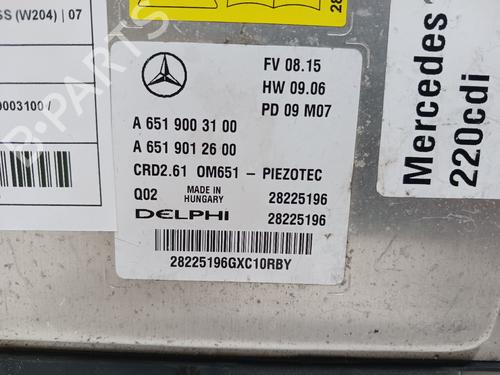 SS (W204) | 07
0003100 /
28
FV 08.15
HW 09.06
PD 09 M07
A 651 900 31 00
A 651 901 26 00
CRD2.61 OM651 – PIEZOTEC
Q02 MADE IN HUNGARY 28225196
DELPHI 28225196
28225196GXC10RBY
Mercedes
220cdi